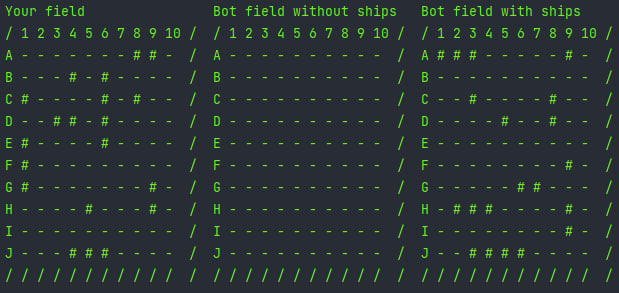 Your field                Bot field without ships   Bot field with ships
/ 1 2 3 4 5 6 7 8 9 10 /  / 1 2 3 4 5 6 7 8 9 10 /  / 1 2 3 4 5 6 7 8 9 10 /
A - - - - - - - # # -  /  A - - - - - - - - - -  /  A # # # - - - - - # -  /
B - - - # - # - - - -  /  B - - - - - - - - - -  /  B - - - - - - - - - -  /
C # - - - - # - # - -  /  C - - - - - - - - - -  /  C - - # - - - - # - -  /
D - - # # - # - - - -  /  D - - - - - - - - - -  /  D - - - - # - - # - -  /
E # - - - - # - - - -  /  E - - - - - - - - - -  /  E - - - - - - - - - -  /
F # - - - - - - - - -  /  F - - - - - - - - - -  /  F - - - - - - - - # -  /
G # - - - - - - - # -  /  G - - - - - - - - - -  /  G - - - - - # # - - -  /
H - - - - # - - - # -  /  H - - - - - - - - - -  /  H - # # # - - - - # -  /
I - - - - - - - - - -  /  I - - - - - - - - - -  /  I - - - - - - - - # -  /
J - - - # # # - - - -  /  J - - - - - - - - - -  /  J - - # # # # - - - -  /
/ / / / / / / / / / /  /  / / / / / / / / / / /  /  / / / / / / / / / / /  /